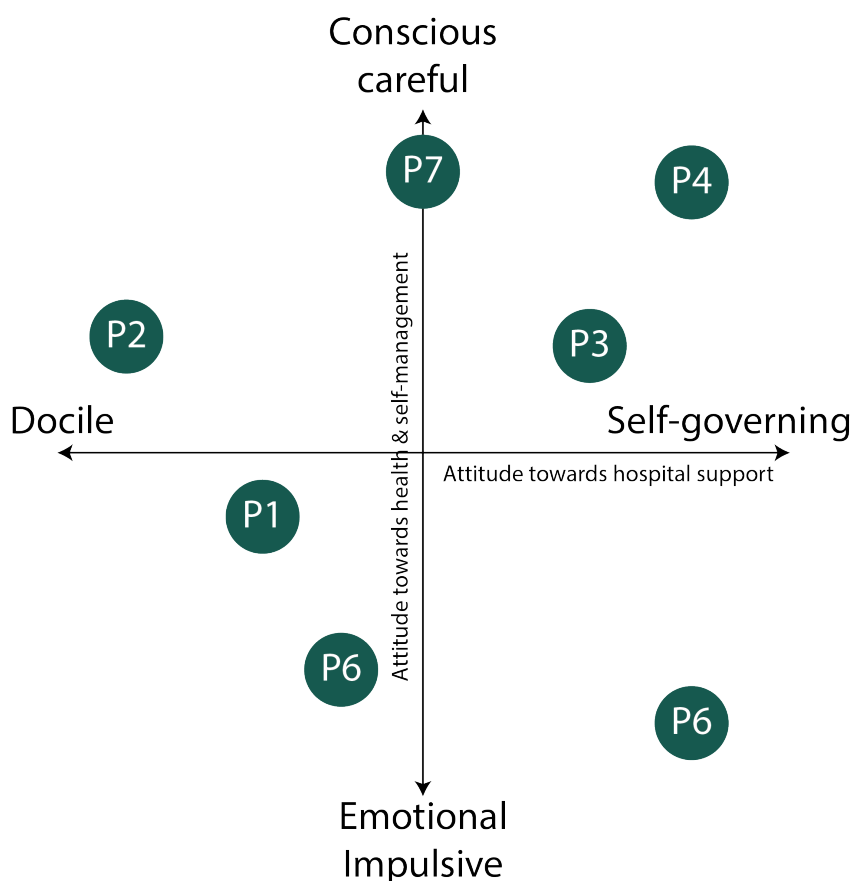 Conscious
careful
P7
P4
P2
P3
Docile
Self-governing
Attitude towards health & self-management
Attitude towards hospital support
P1
P6
P6
Emotional
Impulsive